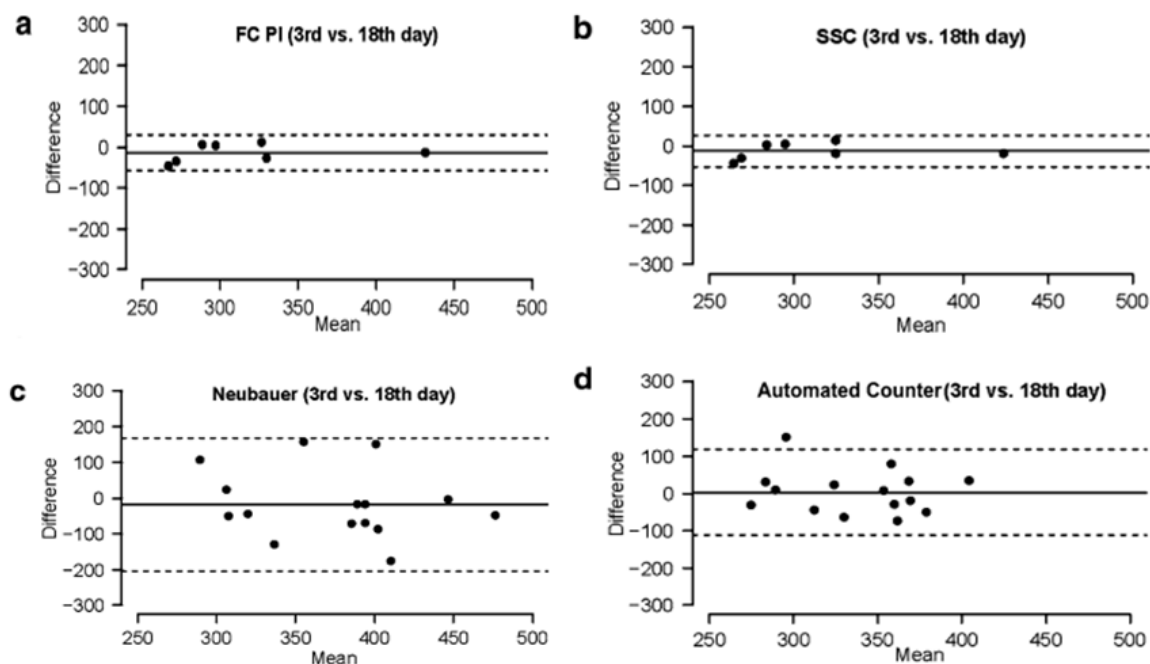 a
FC PI (3rd vs. 18th day)
300
200
100
0
−100
−200
−300
Difference
250 300 350 400 450 500
Mean
b
SSC (3rd vs. 18th day)
300
200
100
0
−100
−200
−300
Difference
250 300 350 400 450 500
Mean
c
Neubauer (3rd vs. 18th day)
300
200
100
0
−100
−200
−300
Difference
250 300 350 400 450 500
Mean
d
Automated Counter(3rd vs. 18th day)
300
200
100
0
−100
−200
−300
Difference
250 300 350 400 450 500
Mean